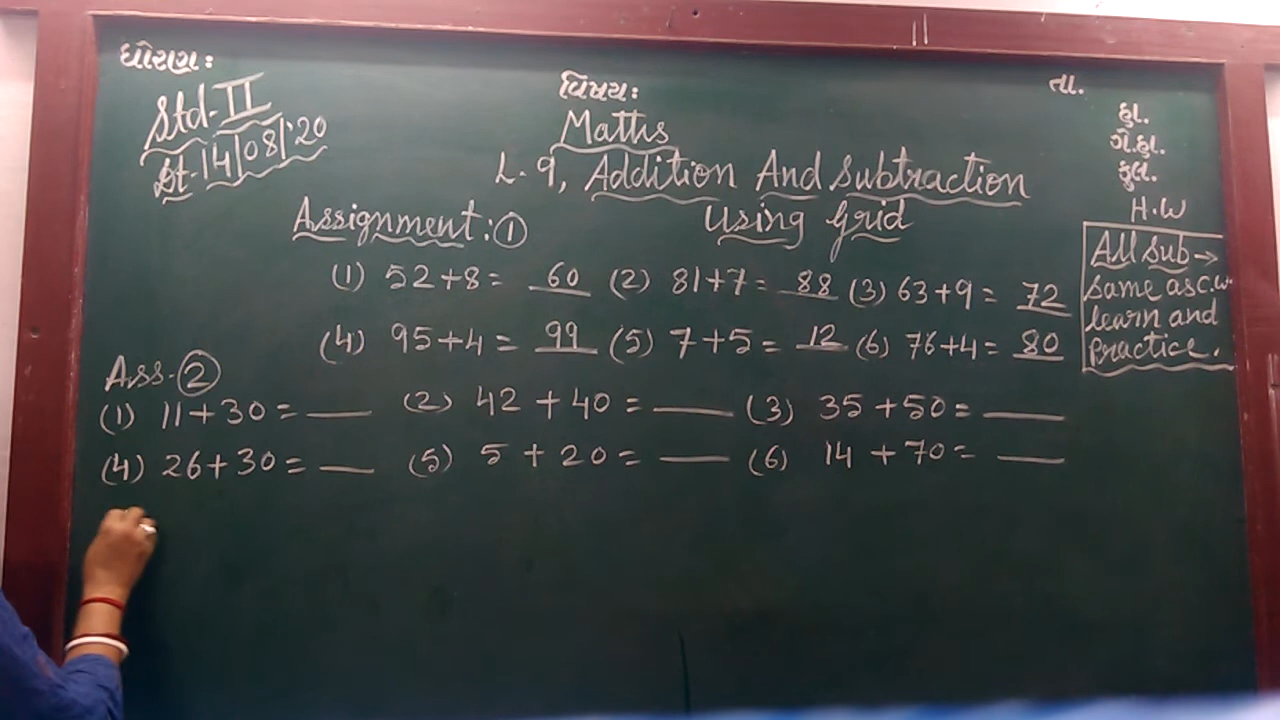 ધોરણ: વિષય: તા.
Std-II હા.
Dt-14/08/'20 Maths ગે.હા.
L-9, Addition And Subtraction કુલ.
Assignment:① Using Grid H.W
(1) 52+8= 60 (2) 81+7= 88 (3) 63+9= 72
(4) 95+4= 99 (5) 7+5= 12 (6) 76+4= 80
All Sub→
Same as C.W.
learn and
practice.
Ass-②
(1) 11+30= ___ (2) 42+40= ___ (3) 35+50= ___
(4) 26+30= ___ (5) 5+20= ___ (6) 14+70= ___